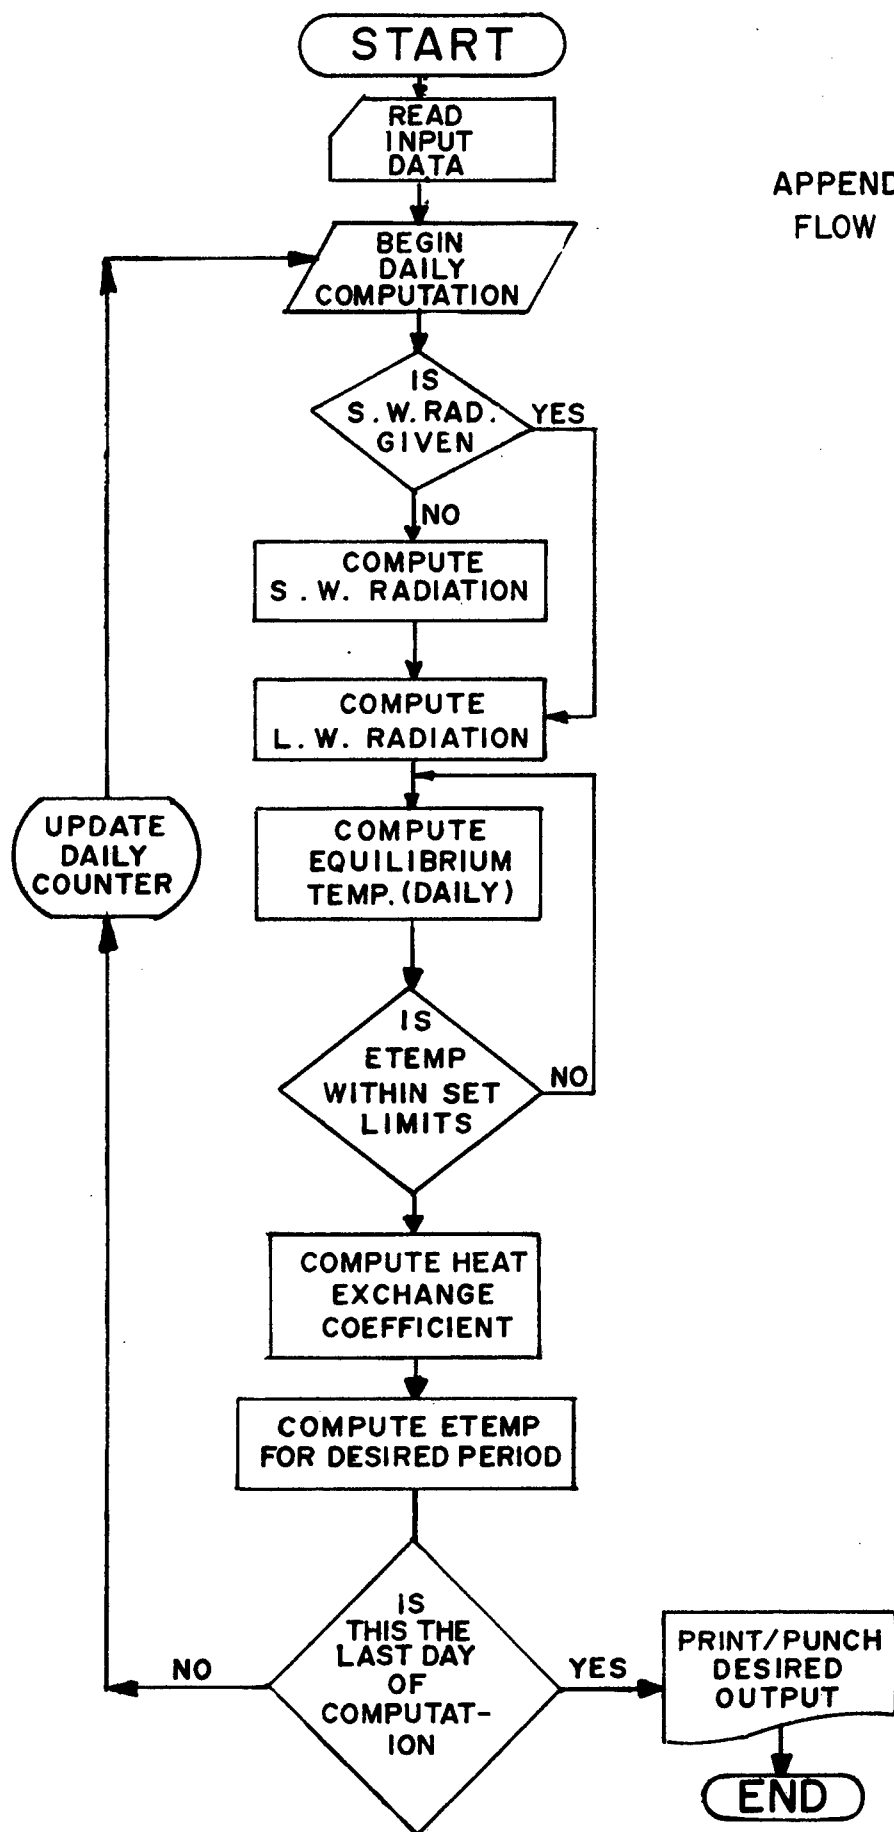 START
READ
INPUT
DATA
APPEND
FLOW
BEGIN
DAILY
COMPUTATION
IS
S.W.RAD.
GIVEN
YES
NO
COMPUTE
S.W. RADIATION
COMPUTE
L.W. RADIATION
UPDATE
DAILY
COUNTER
COMPUTE
EQUILIBRIUM
TEMP.(DAILY)
IS
ETEMP
WITHIN SET
LIMITS
NO
COMPUTE HEAT
EXCHANGE
COEFFICIENT
COMPUTE ETEMP
FOR DESIRED PERIOD
IS
THIS THE
LAST DAY
OF
COMPUTAT-
ION
NO
YES
PRINT/PUNCH
DESIRED
OUTPUT
END